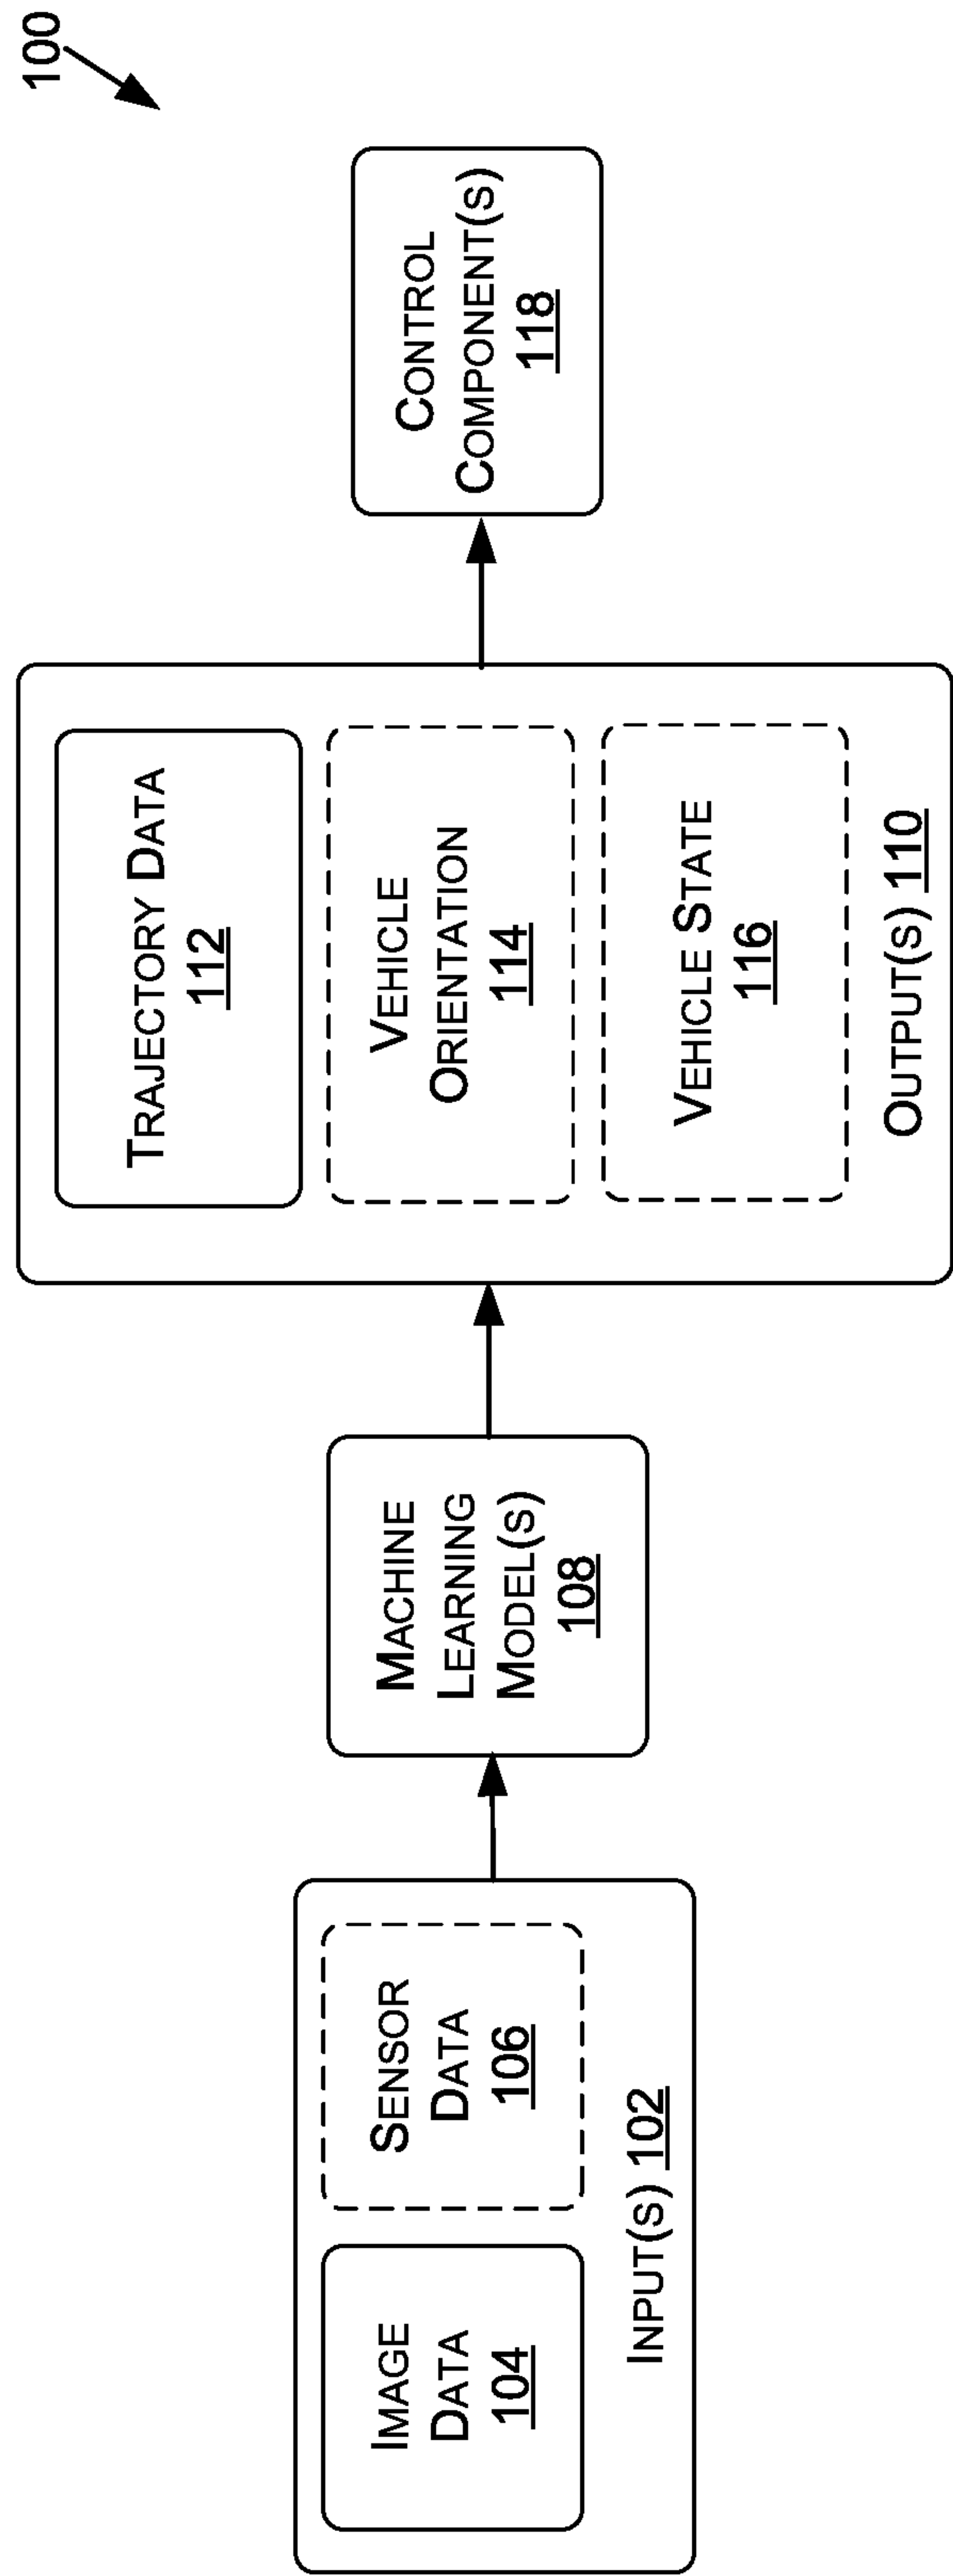 100
IMAGE
DATA
104
SENSOR
DATA
106
INPUT(S) 102
MACHINE
LEARNING
MODEL(S)
108
TRAJECTORY DATA
112
VEHICLE
ORIENTATION
114
VEHICLE STATE
116
OUTPUT(S) 110
CONTROL
COMPONENT(S)
118